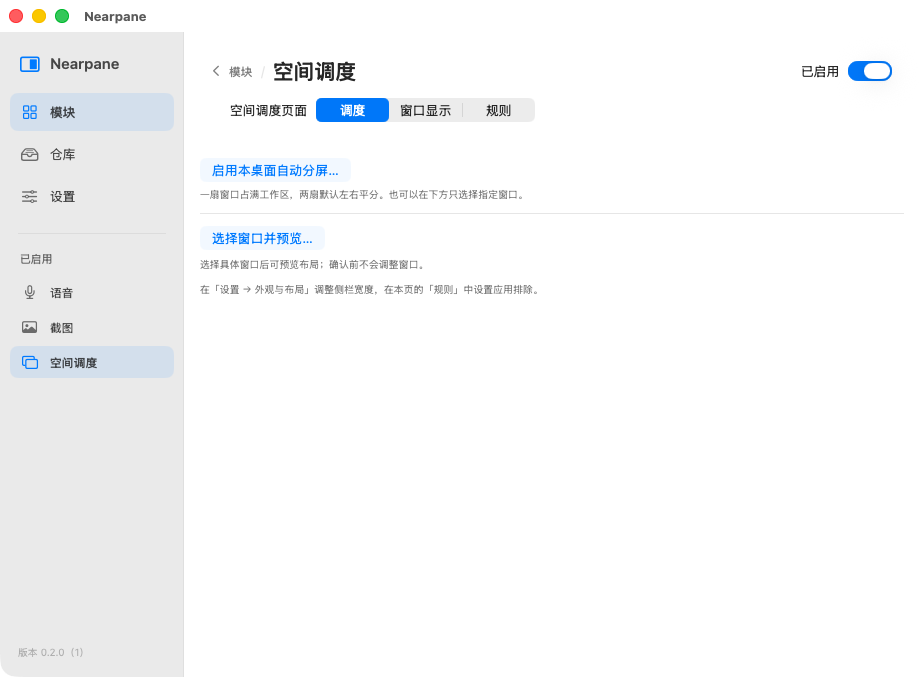 Nearpane
Nearpane
模块
仓库
设置
已启用
语音
截图
空间调度
版本 0.2.0（1）
模块 / 空间调度
已启用
空间调度页面 调度 窗口显示 规则
启用本桌面自动分屏...
一扇窗口占满工作区，两扇默认左右平分。也可以在下方只选择指定窗口。
选择窗口并预览...
选择具体窗口后可预览布局；确认前不会调整窗口。
在「设置 → 外观与布局」调整侧栏宽度，在本页的「规则」中设置应用排除。